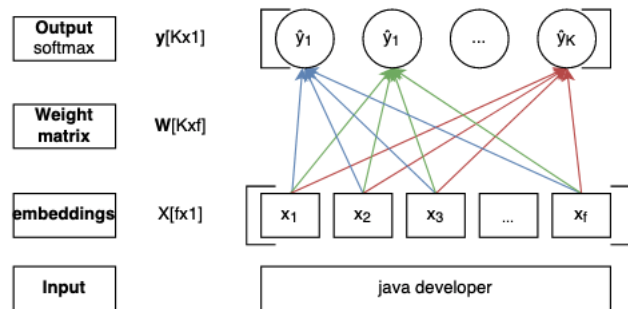 Output
softmax
y[Kx1]
ŷ1
ŷ1
...
ŷK
Weight
matrix
W[Kxf]
embeddings
X[fx1]
x1
x2
x3
...
xf
Input
java developer